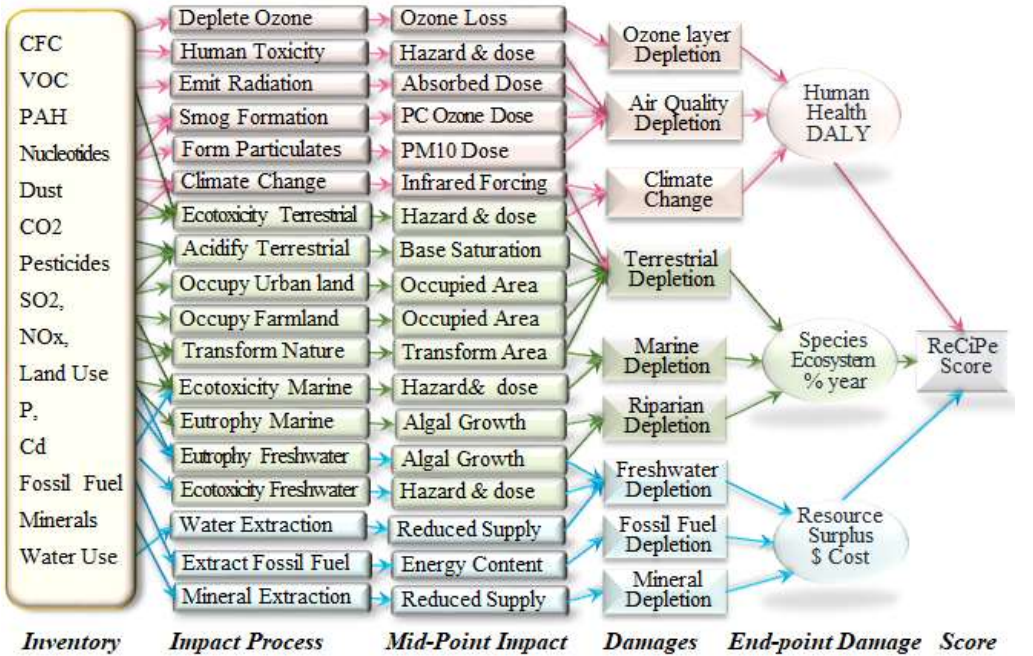 CFC
VOC
PAH
Nucleotides
Dust
CO2
Pesticides
SO2,
NOx,
Land Use
P,
Cd
Fossil Fuel
Minerals
Water Use
Deplete Ozone
Human Toxicity
Emit Radiation
Smog Formation
Form Particulates
Climate Change
Ecotoxicity Terrestrial
Acidify Terrestrial
Occupy Urban land
Occupy Farmland
Transform Nature
Ecotoxicity Marine
Eutrophy Marine
Eutrophy Freshwater
Ecotoxicity Freshwater
Water Extraction
Extract Fossil Fuel
Mineral Extraction
Ozone Loss
Hazard & dose
Absorbed Dose
PC Ozone Dose
PM10 Dose
Infrared Forcing
Hazard & dose
Base Saturation
Occupied Area
Occupied Area
Transform Area
Hazard& dose
Algal Growth
Algal Growth
Hazard & dose
Reduced Supply
Energy Content
Reduced Supply
Ozone layer
Depletion
Air Quality
Depletion
Climate
Change
Terrestrial
Depletion
Marine
Depletion
Riparian
Depletion
Freshwater
Depletion
Fossil Fuel
Depletion
Mineral
Depletion
Human
Health
DALY
Species
Ecosystem
% year
Resource
Surplus
$ Cost
ReCiPe
Score
Inventory Impact Process Mid-Point Impact Damages End-point Damage Score